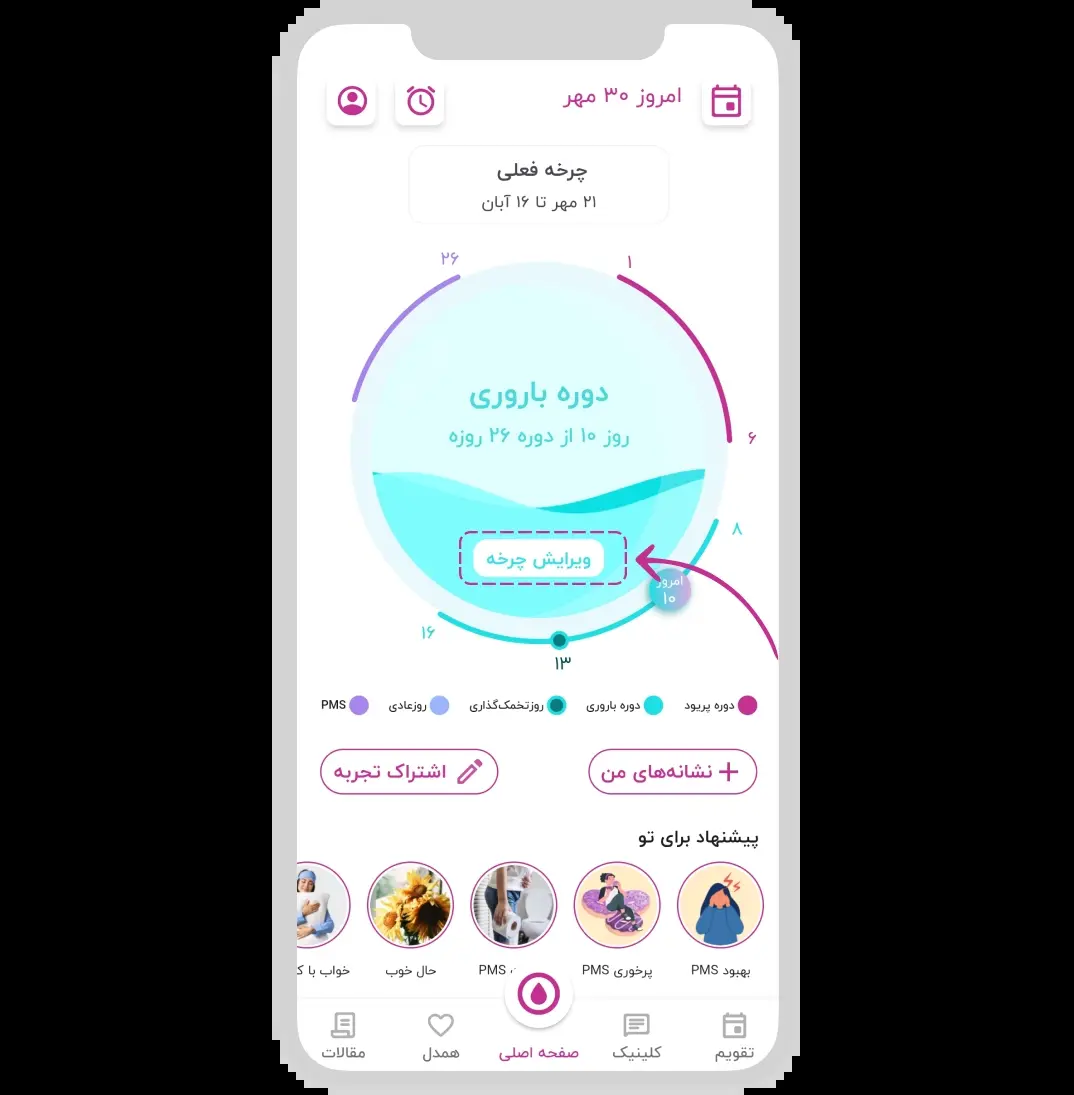 امروز ۳۰ مهر
چرخه فعلی
۲۱ مهر تا ۱۶ آبان
۱
۲۶
دوره باروری
روز ۱۰ از دوره ۲۶ روزه
۶
۸
ویرایش چرخه
امروز
۱۰
۱۶
۱۳
دوره پریود
دوره باروری
روزتخمک‌گذاری
روزعادی
PMS
نشانه‌های من
اشتراک تجربه
پیشنهاد برای تو
بهبود PMS
پرخوری PMS
PMS
حال خوب
خواب با
تقویم
کلینیک
صفحه اصلی
همدل
مقالات